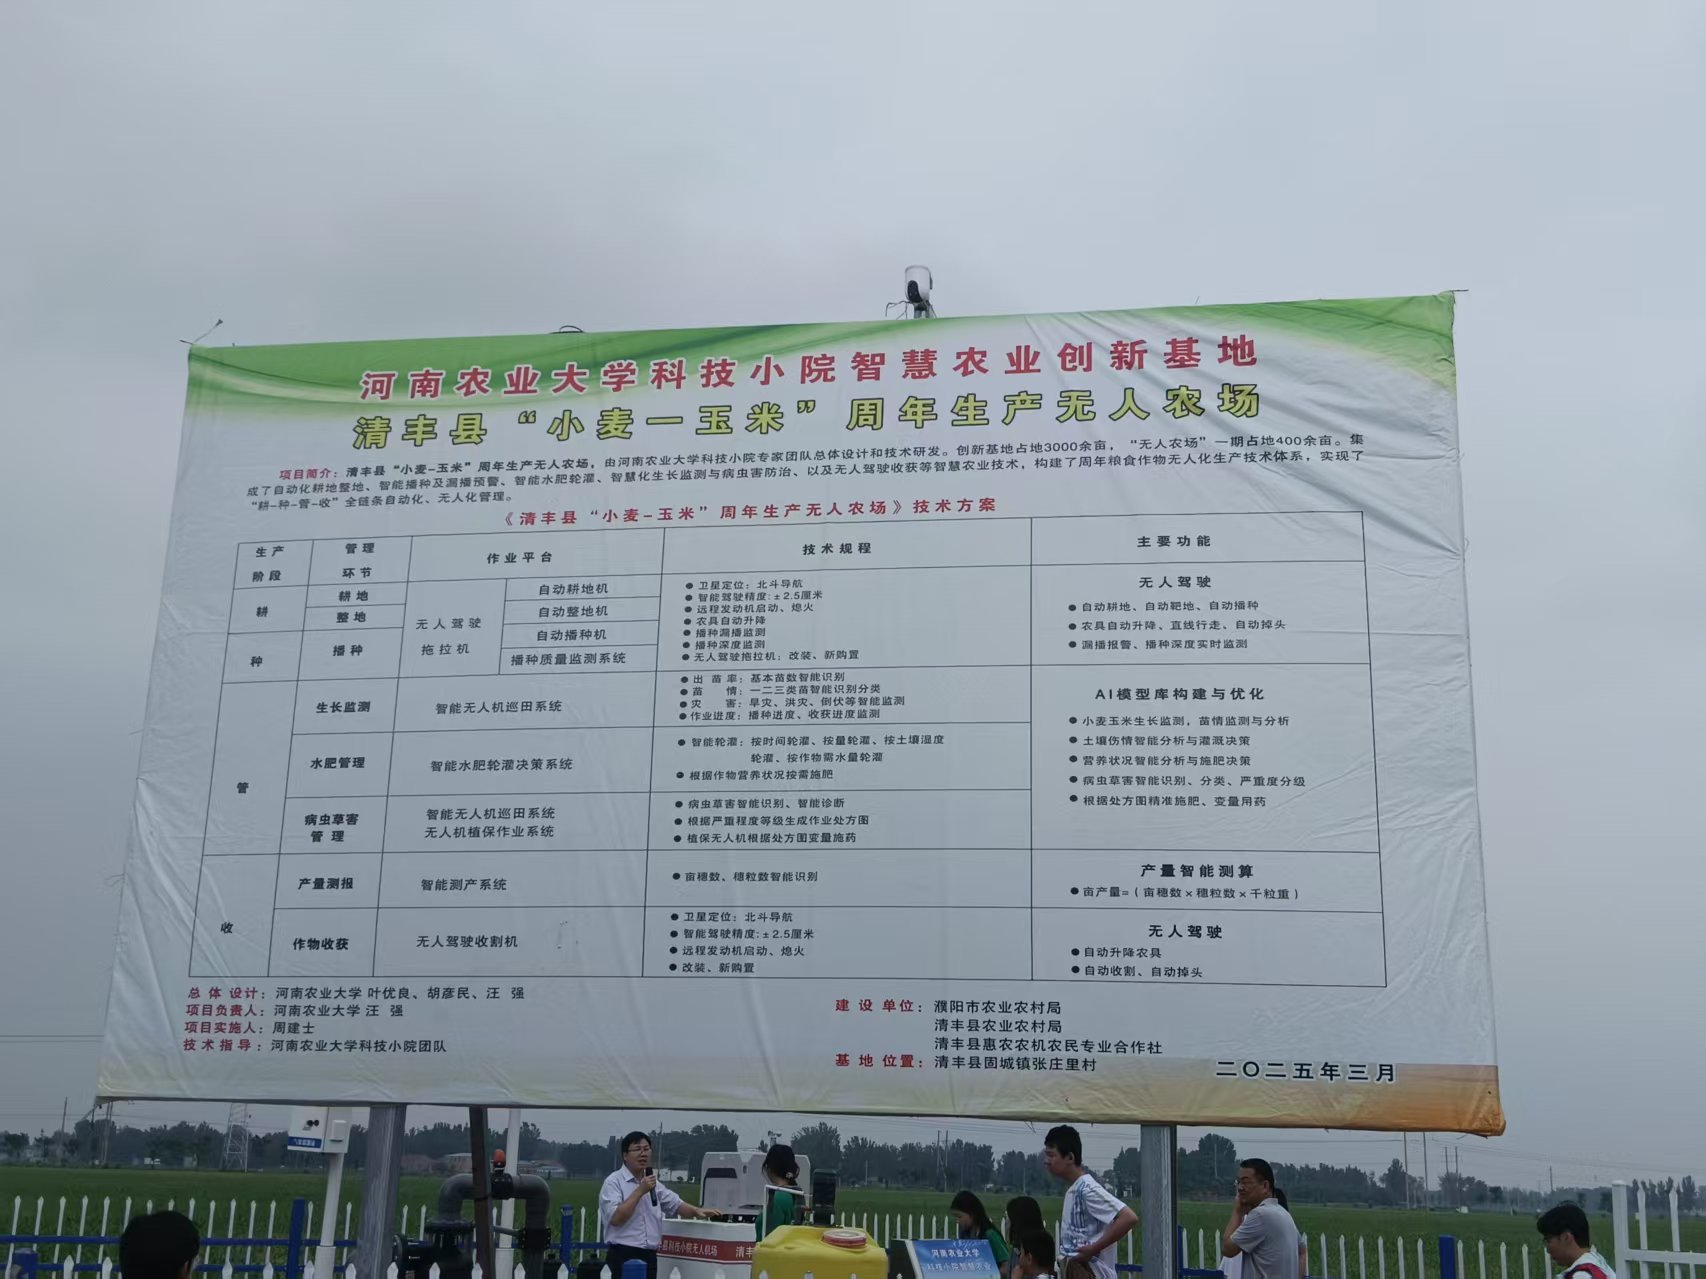 河南农业大学科技小院智慧农业创新基地
清丰县“小麦—玉米”周年生产无人农场
项目简介：清丰县“小麦-玉米”周年生产无人农场，由河南农业大学科技小院专家团队总体设计和技术研发。创新基地占地3000余亩，“无人农场”一期占地400余亩。集
成了自动化耕地整地、智能播种及漏播预警、智能水肥轮灌、智慧化生长监测与病虫害防治、以及无人驾驶收获等智慧农业技术，构建了周年粮食作物无人化生产技术体系，实现了
“耕-种-管-收”全链条自动化、无人化管理。
《清丰县“小麦-玉米”周年生产无人农场》技术方案
生产
阶段
管理
环节
作业平台
技术规程
主要功能
耕
耕地
整地
种
播种
无人驾驶
拖拉机
自动耕地机
自动整地机
自动播种机
播种质量监测系统
●卫星定位：北斗导航
●智能驾驶精度:±2.5厘米
●远程发动机启动、熄火
●农具自动升降
●播种漏播监测
●播种深度监测
●无人驾驶拖拉机：改装、新购置
无人驾驶
●自动耕地、自动靶地、自动播种
●农具自动升降、直线行走、自动掉头
●漏播报警、播种深度实时监测
管
生长监测
智能无人机巡田系统
●出苗率：基本苗数智能识别
●苗 情：一二三类苗智能识别分类
●灾 害：旱灾、洪灾、倒伏等智能监测
●作业进度：播种进度、收获进度监测
水肥管理
智能水肥轮灌决策系统
●智能轮灌：按时间轮灌、按量轮灌、按土壤湿度
轮灌、按作物需水量轮灌
●根据作物营养状况按需施肥
病虫草害
管 理
智能无人机巡田系统
无人机植保作业系统
●病虫草害智能识别、智能诊断
●根据严重程度等级生成作业处方图
●植保无人机根据处方图变量施药
AI模型库构建与优化
●小麦玉米生长监测，苗情监测与分析
●土壤伤情智能分析与灌溉决策
●营养状况智能分析与施肥决策
●病虫草害智能识别、分类、严重度分级
●根据处方图精准施肥、变量用药
收
产量测报
智能测产系统
●亩穗数、穗粒数智能识别
产量智能测算
●亩产量=（亩穗数×穗粒数×千粒重）
作物收获
无人驾驶收割机
●卫星定位：北斗导航
●智能驾驶精度:±2.5厘米
●远程发动机启动、熄火
●改装、新购置
无人驾驶
●自动升降农具
●自动收割、自动掉头
总体设计：河南农业大学 叶优良、胡彦民、汪 强
项目负责人：河南农业大学 汪 强
项目实施人：周建士
技术指导：河南农业大学科技小院团队
建设单位：濮阳市农业农村局
清丰县农业农村局
清丰县惠农农机农民专业合作社
基地位置：清丰县固城镇张庄里村
二〇二五年三月
县科技小院无人机场
清丰
河南农业大学
科技小院智慧农业